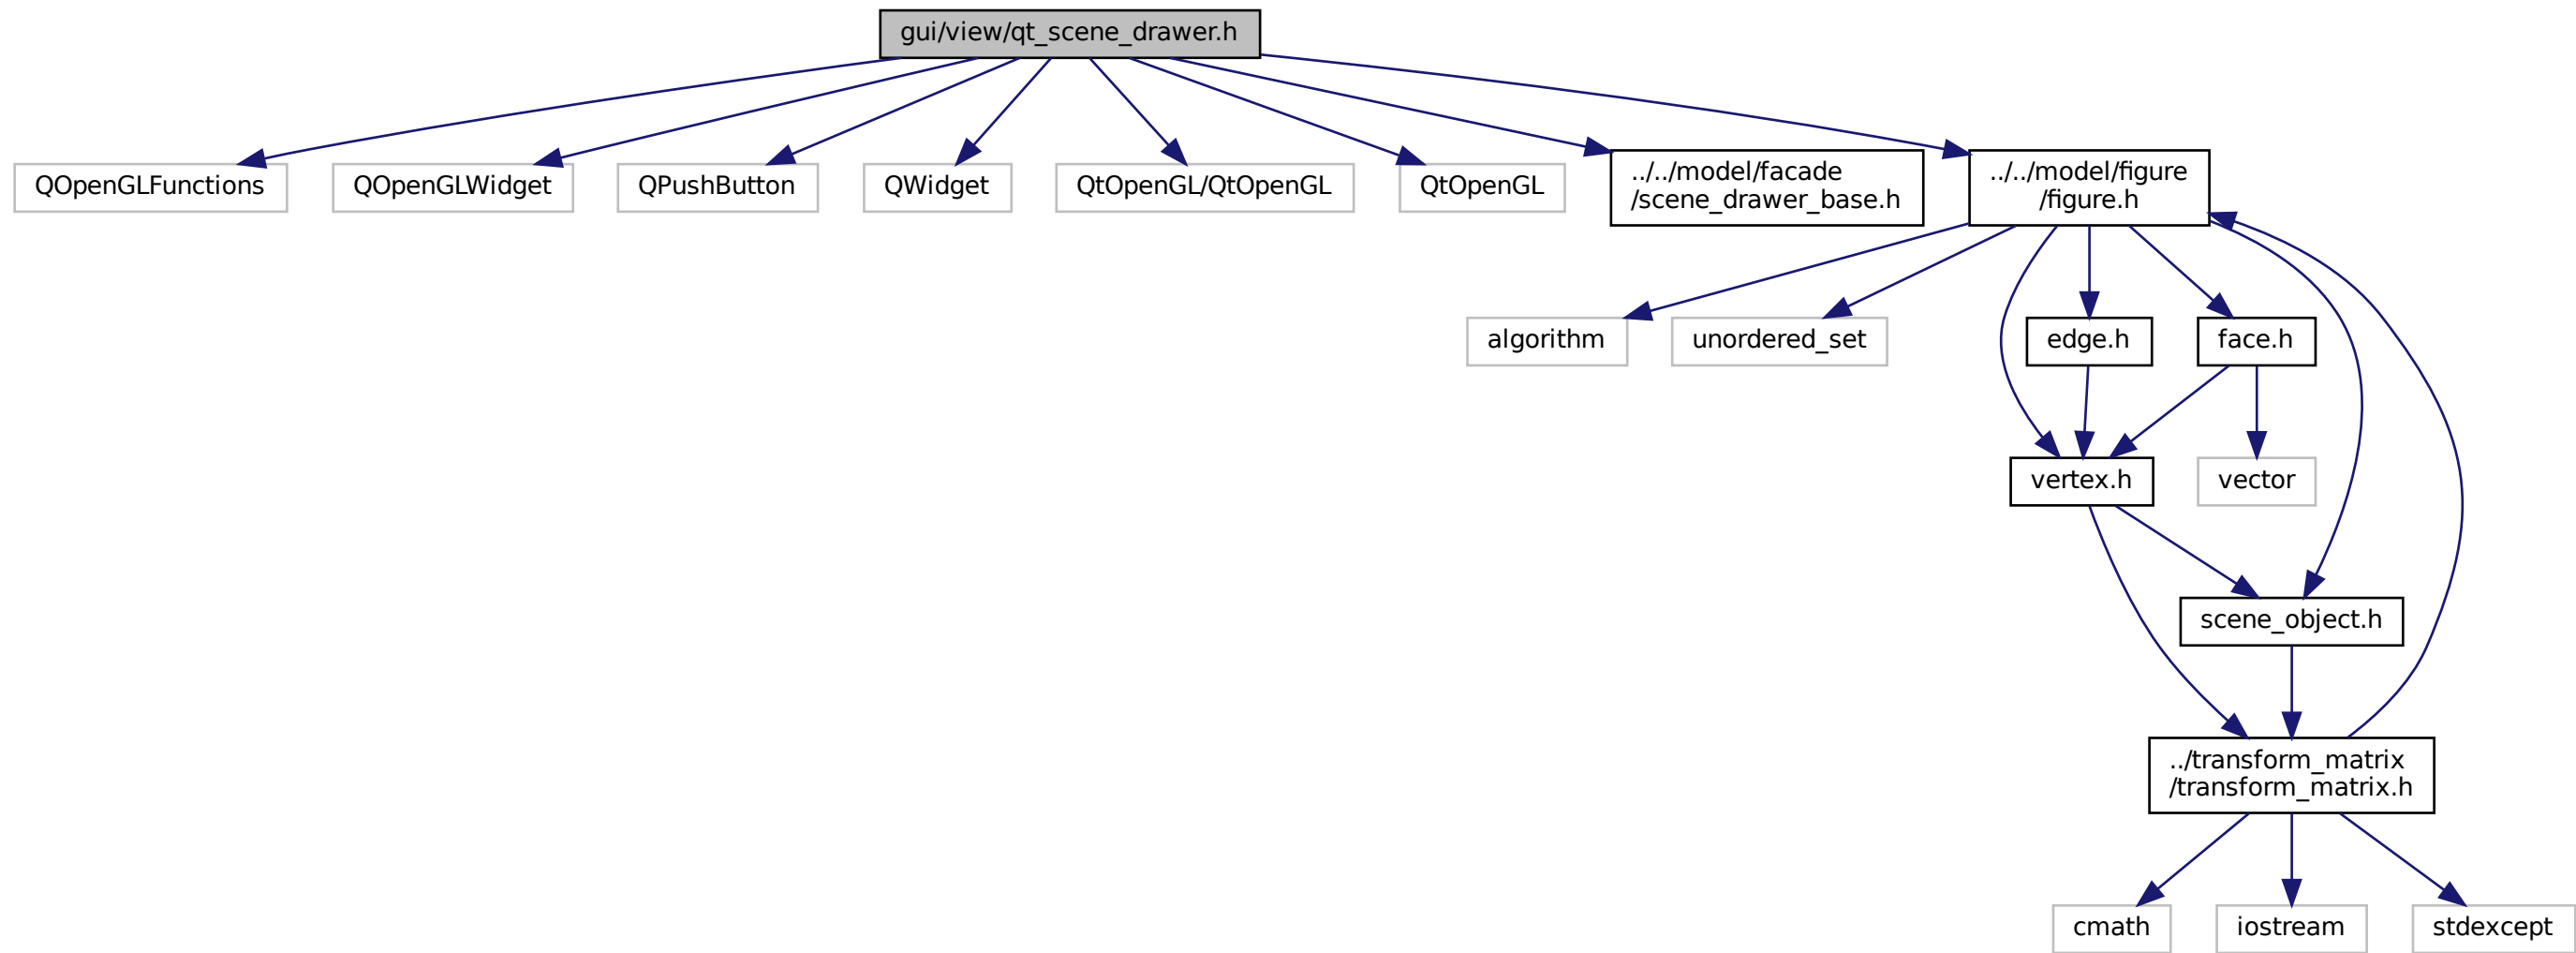 gui/view/qt_scene_drawer.h
QOpenGLFunctions
QOpenGLWidget
QPushButton
QWidget
QtOpenGL/QtOpenGL
QtOpenGL
../../model/facade
/scene_drawer_base.h
../../model/figure
/figure.h
algorithm
unordered_set
edge.h
face.h
vertex.h
vector
scene_object.h
../transform_matrix
/transform_matrix.h
cmath
iostream
stdexcept